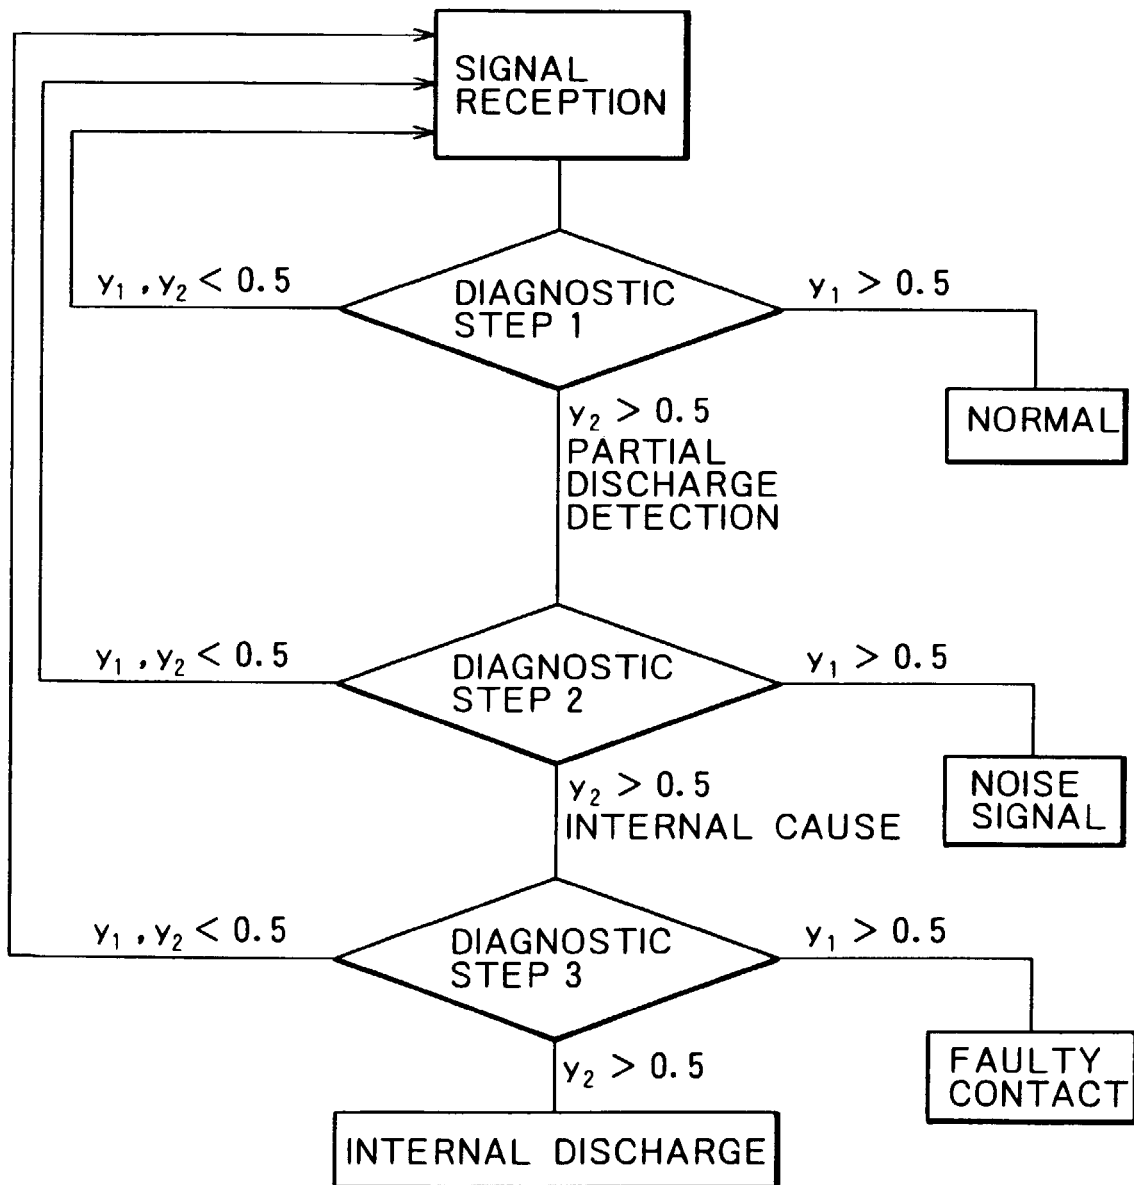 SIGNAL
RECEPTION
y₁ , y₂ < 0.5
DIAGNOSTIC
STEP 1
y₁ > 0.5
NORMAL
y₂ > 0.5
PARTIAL
DISCHARGE
DETECTION
y₁ , y₂ < 0.5
DIAGNOSTIC
STEP 2
y₁ > 0.5
NOISE
SIGNAL
y₂ > 0.5
INTERNAL CAUSE
y₁ , y₂ < 0.5
DIAGNOSTIC
STEP 3
y₁ > 0.5
FAULTY
CONTACT
y₂ > 0.5
INTERNAL DISCHARGE